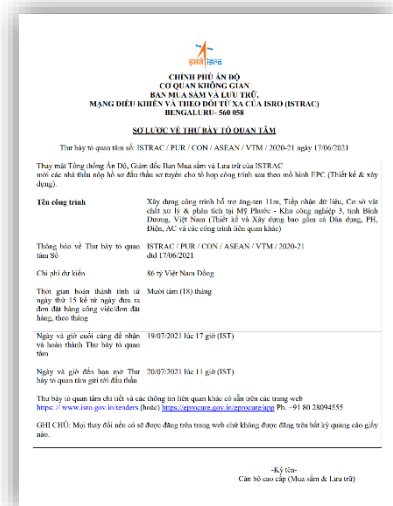 इसरो isro
CHÍNH PHỦ ẤN ĐỘ
CƠ QUAN KHÔNG GIAN
BAN MUA SẮM VÀ LƯU TRỮ,
MẠNG ĐIỀU KHIỂN VÀ THEO DÕI TỪ XA CỦA ISRO (ISTRAC)
BENGALURU- 560 058
SƠ LƯỢC VỀ THƯ BÀY TỎ QUAN TÂM
Thư bày tỏ quan tâm số: ISTRAC / PUR / CON / ASEAN / VTM / 2020-21 ngày 17/06/2021
Thay mặt Tổng thống Ấn Độ, Giám đốc Ban Mua sắm và Lưu trữ của ISTRAC
mời các nhà thầu nộp hồ sơ đấu thầu sơ tuyển cho tổ hợp công trình sau theo mô hình EPC (Thiết kế & xây
dựng).
Tên công trình
Xây dựng công trình hỗ trợ ăng-ten 11m, Tiếp nhận dữ liệu, Cơ sở vật
chất xử lý & phân tích tại Mỹ Phước - Khu công nghiệp 3, tỉnh Bình
Dương, Việt Nam (Thiết kế và Xây dựng bao gồm cả Dân dụng, PH,
Điện, AC và các công trình liên quan khác)
Thông báo về Thư bày tỏ quan
tâm Số
ISTRAC / PUR / CON / ASEAN / VTM / 2020-21
dtd 17/06/2021
Chi phí dự kiến
86 tỷ Việt Nam Đồng
Thời gian hoàn thành tính từ
ngày thứ 15 kể từ ngày đưa ra
đơn đặt hàng công việc/đơn đặt
hàng, theo tháng
Mười tám (18) tháng
Ngày và giờ cuối cùng để nhận
và hoàn thành Thư bày tỏ quan
tâm
19/07/2021 lúc 17 giờ (IST)
Ngày và giờ đến hạn mở Thư
bày tỏ quan tâm gửi tới đấu thầu
20/07/2021 lúc 11 giờ (IST)
Thư bày tỏ quan tâm chi tiết và các thông tin liên quan khác có sẵn trên các trang web
https: // www.isro.gov.in/tenders (hoặc) https://eprocure.gov.in/eprocure/app Ph. +91 80 28094555
GHI CHÚ: Mọi thay đổi nếu có sẽ được đăng trên trang web chứ không được đăng trên bất kỳ quảng cáo giấy
nào.
-Ký tên-
Cán bộ cao cấp (Mua sắm & Lưu trữ)